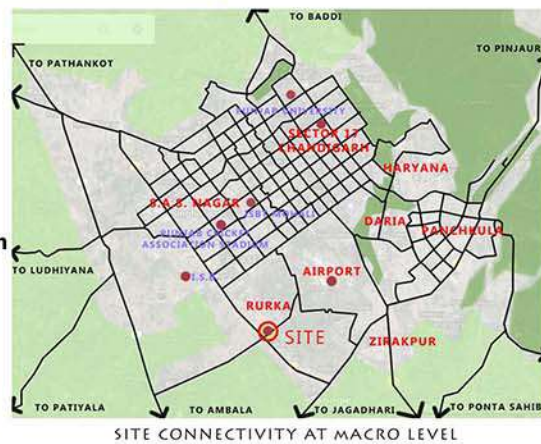 TO BADDI
TO PINJAUR
TO PATHANKOT
PUNJAB UNIVERSITY
SECTOR 17
CHANDIGARH
HARYANA
S.A.S. NAGAR
ISBT MOHALI
DARIA
PANCHKULA
PUNJAB CRICKET
ASSOCIATION STADIUM
TO LUDHIYANA
AIRPORT
RURKA
SITE
ZIRAKPUR
TO PATIYALA
TO AMBALA
TO JAGADHARI
TO PONTA SAHIB
SITE CONNECTIVITY AT MACRO LEVEL